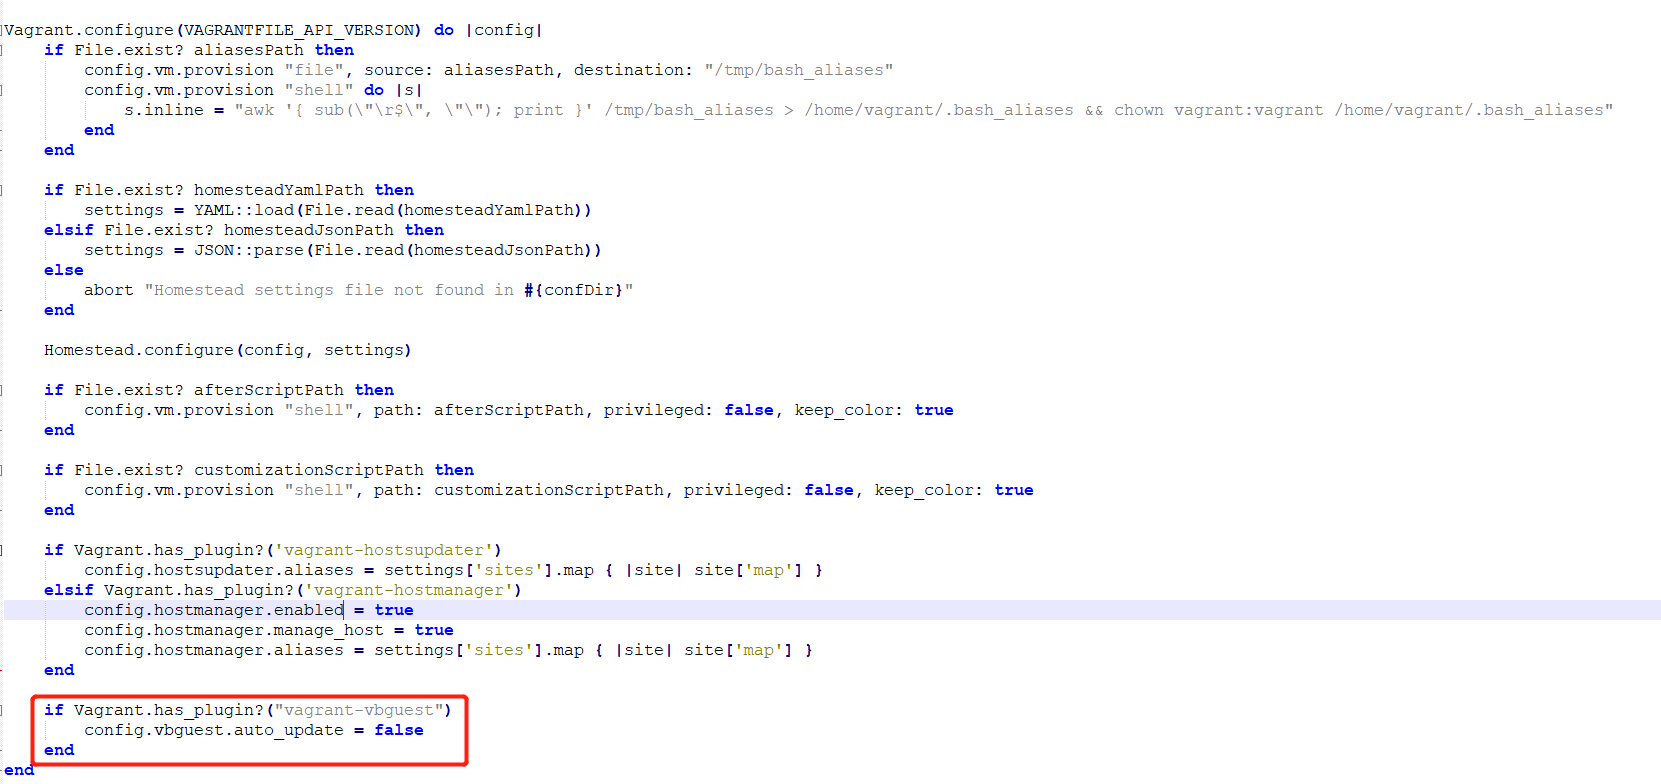 Vagrant.configure(VAGRANTFILE_API_VERSION) do |config|
    if File.exist? aliasesPath then
        config.vm.provision "file", source: aliasesPath, destination: "/tmp/bash_aliases"
        config.vm.provision "shell" do |s|
            s.inline = "awk '{ sub(\"\r$\", \"\"); print }' /tmp/bash_aliases > /home/vagrant/.bash_aliases && chown vagrant:vagrant /home/vagrant/.bash_aliases"
        end
    end

    if File.exist? homesteadYamlPath then
        settings = YAML::load(File.read(homesteadYamlPath))
    elsif File.exist? homesteadJsonPath then
        settings = JSON::parse(File.read(homesteadJsonPath))
    else
        abort "Homestead settings file not found in #{confDir}"
    end

    Homestead.configure(config, settings)

    if File.exist? afterScriptPath then
        config.vm.provision "shell", path: afterScriptPath, privileged: false, keep_color: true
    end

    if File.exist? customizationScriptPath then
        config.vm.provision "shell", path: customizationScriptPath, privileged: false, keep_color: true
    end

    if Vagrant.has_plugin?('vagrant-hostsupdater')
        config.hostsupdater.aliases = settings['sites'].map { |site| site['map'] }
    elsif Vagrant.has_plugin?('vagrant-hostmanager')
        config.hostmanager.enabled = true
        config.hostmanager.manage_host = true
        config.hostmanager.aliases = settings['sites'].map { |site| site['map'] }
    end

    if Vagrant.has_plugin?("vagrant-vbguest")
        config.vbguest.auto_update = false
    end
end